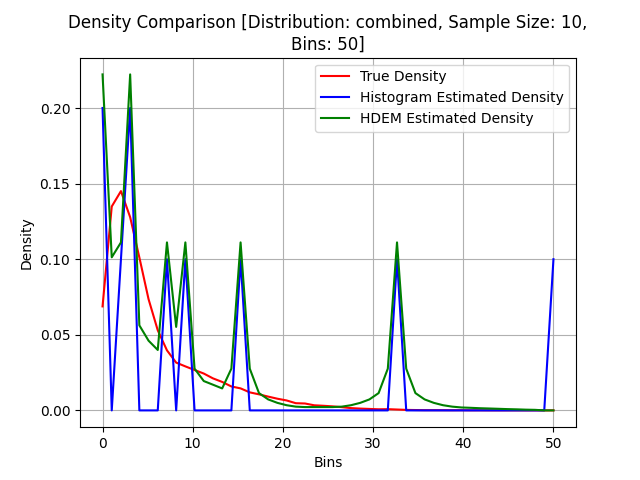 Density Comparison [Distribution: combined, Sample Size: 10,
Bins: 50]
True Density
Histogram Estimated Density
HDEM Estimated Density
Density
0.20
0.15
0.10
0.05
0.00
0 10 20 30 40 50
Bins